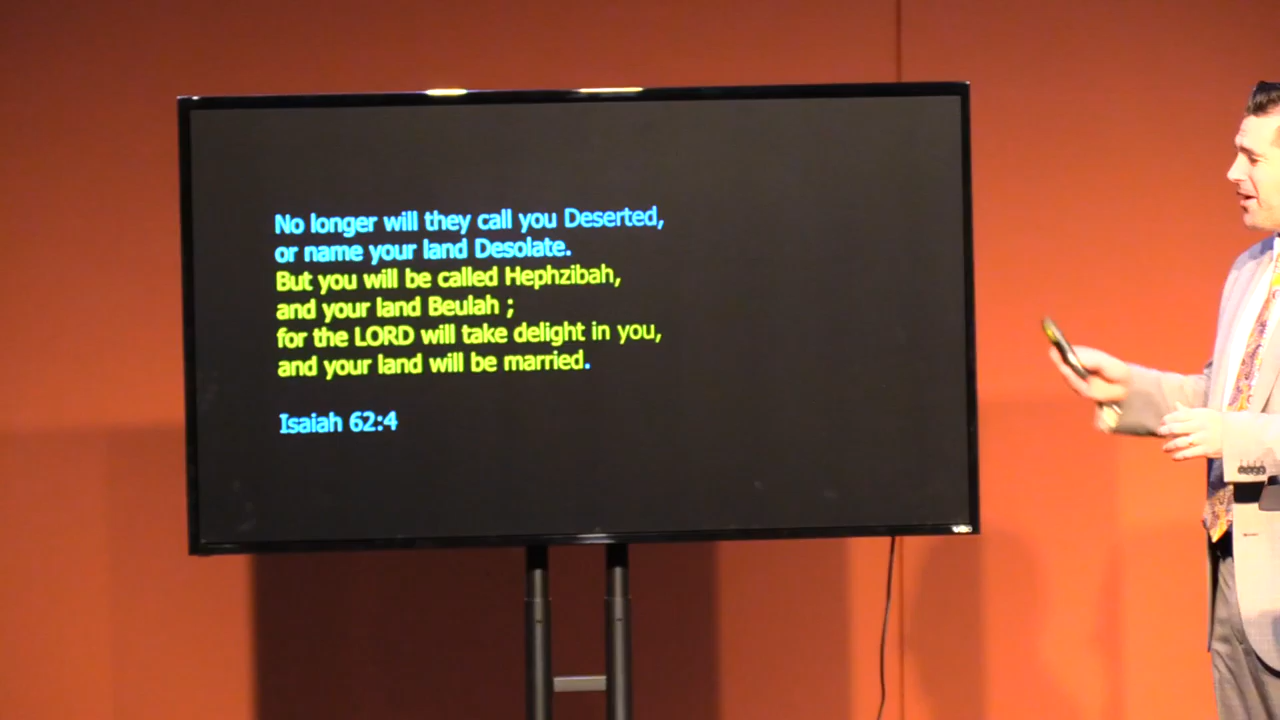 No longer will they call you Deserted,
or name your land Desolate.
But you will be called Hephzibah,
and your land Beulah ;
for the LORD will take delight in you,
and your land will be married.
Isaiah 62:4